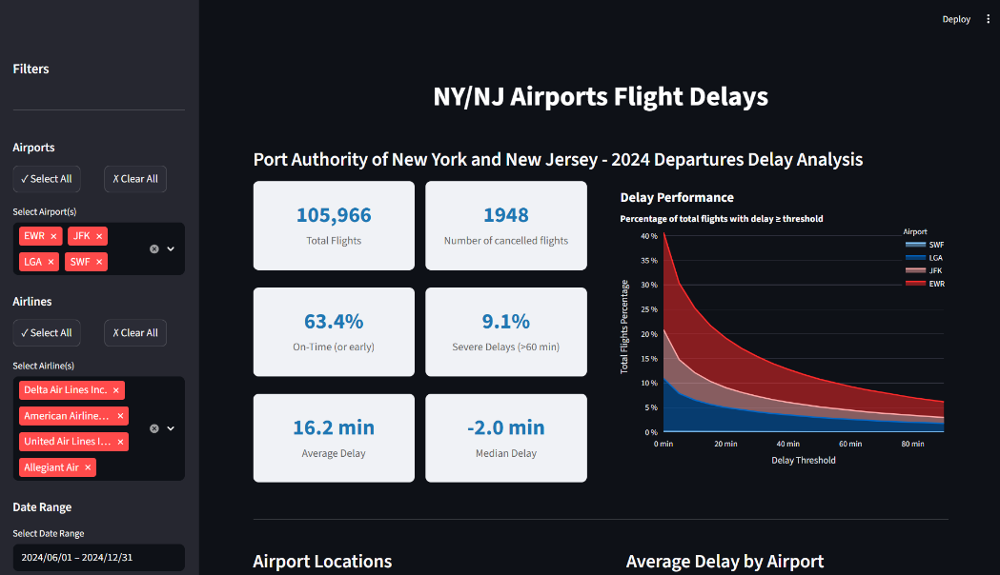 Deploy
Filters
Airports
✓ Select All
✗ Clear All
Select Airport(s)
EWR ×
JFK ×
LGA ×
SWF ×
Airlines
✓ Select All
✗ Clear All
Select Airline(s)
Delta Air Lines Inc. ×
American Airline... ×
United Air Lines I... ×
Allegiant Air ×
Date Range
Select Date Range
2024/06/01 – 2024/12/31
NY/NJ Airports Flight Delays
Port Authority of New York and New Jersey - 2024 Departures Delay Analysis
105,966
Total Flights
1948
Number of cancelled flights
63.4%
On-Time (or early)
9.1%
Severe Delays (>60 min)
16.2 min
Average Delay
-2.0 min
Median Delay
Delay Performance
Percentage of total flights with delay ≥ threshold
Airport
SWF
LGA
JFK
EWR
Total Flights Percentage
40 %
35 %
30 %
25 %
20 %
15 %
10 %
5 %
0 %
0 min
20 min
40 min
60 min
80 min
Delay Threshold
Airport Locations
Average Delay by Airport